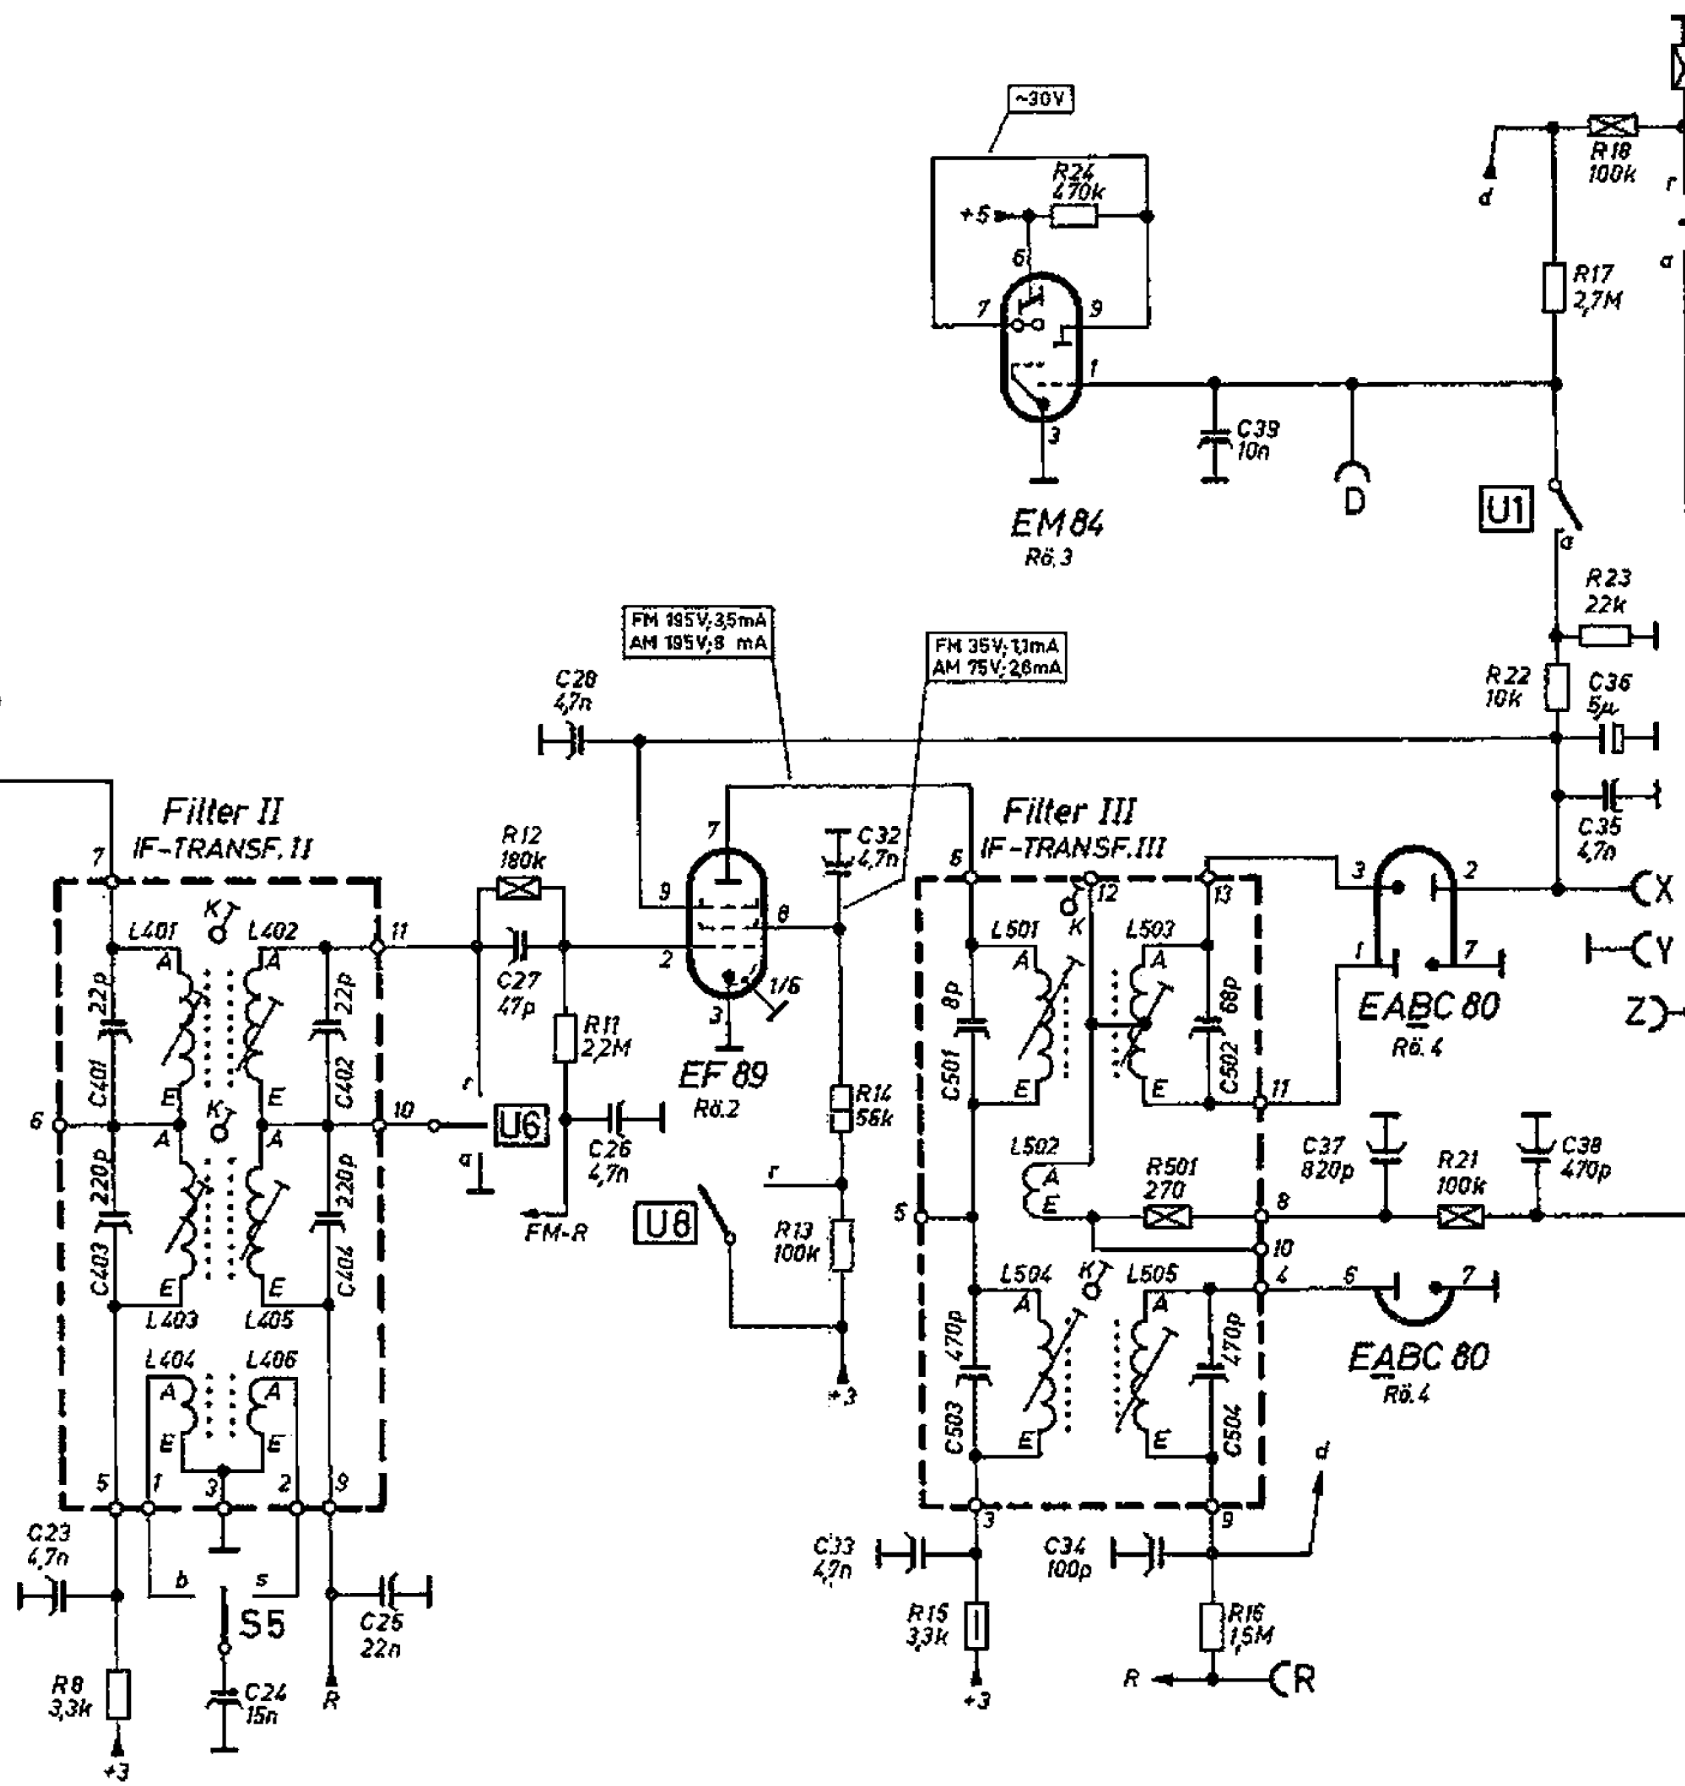 ~30V
R24
470k
+5
6
7
9
1
3
EM 84
Rö.3
C39
10n
D
d
R18
100k
r
a
R17
2,7M
U1
a
R23
22k
R22
10k
C36
5µ
C35
4,7n
FM 195V;3,5mA
AM 195V;8 mA
FM 35V;1,1mA
AM 75V;2,6mA
C28
4,7n
Filter II
IF-TRANSF. II
7
K
L401
A
L402
A
11
22p
22p
C401
E
K
E
C402
6
A
A
10
220p
220p
C403
E
E
C404
L403
L405
L404
L406
A
A
E
E
5
1
3
2
9
C23
4,7n
b
s
S5
C25
22n
R8
3,3k
C24
15n
R
+3
R12
180k
C27
47p
R11
2,2M
r
U6
a
C26
4,7n
FM-R
7
9
8
2
1/6
3
EF 89
Rö.2
C32
4,7n
R14
56k
r
U8
R13
100k
+3
Filter III
IF-TRANSF. III
6
12
13
K
L501
A
L503
A
8p
68p
C501
E
E
C502
11
L502
A
E
R501
270
5
8
10
L504
A
K
L505
A
4
470p
470p
C503
E
E
C504
3
9
d
C33
4,7n
C34
100p
R15
3,3k
R16
1,5M
+3
R
R
3
2
X
1
7
Y
EABC 80
Rö.4
Z
C37
820p
R21
100k
C38
470p
6
7
EABC 80
Rö.4